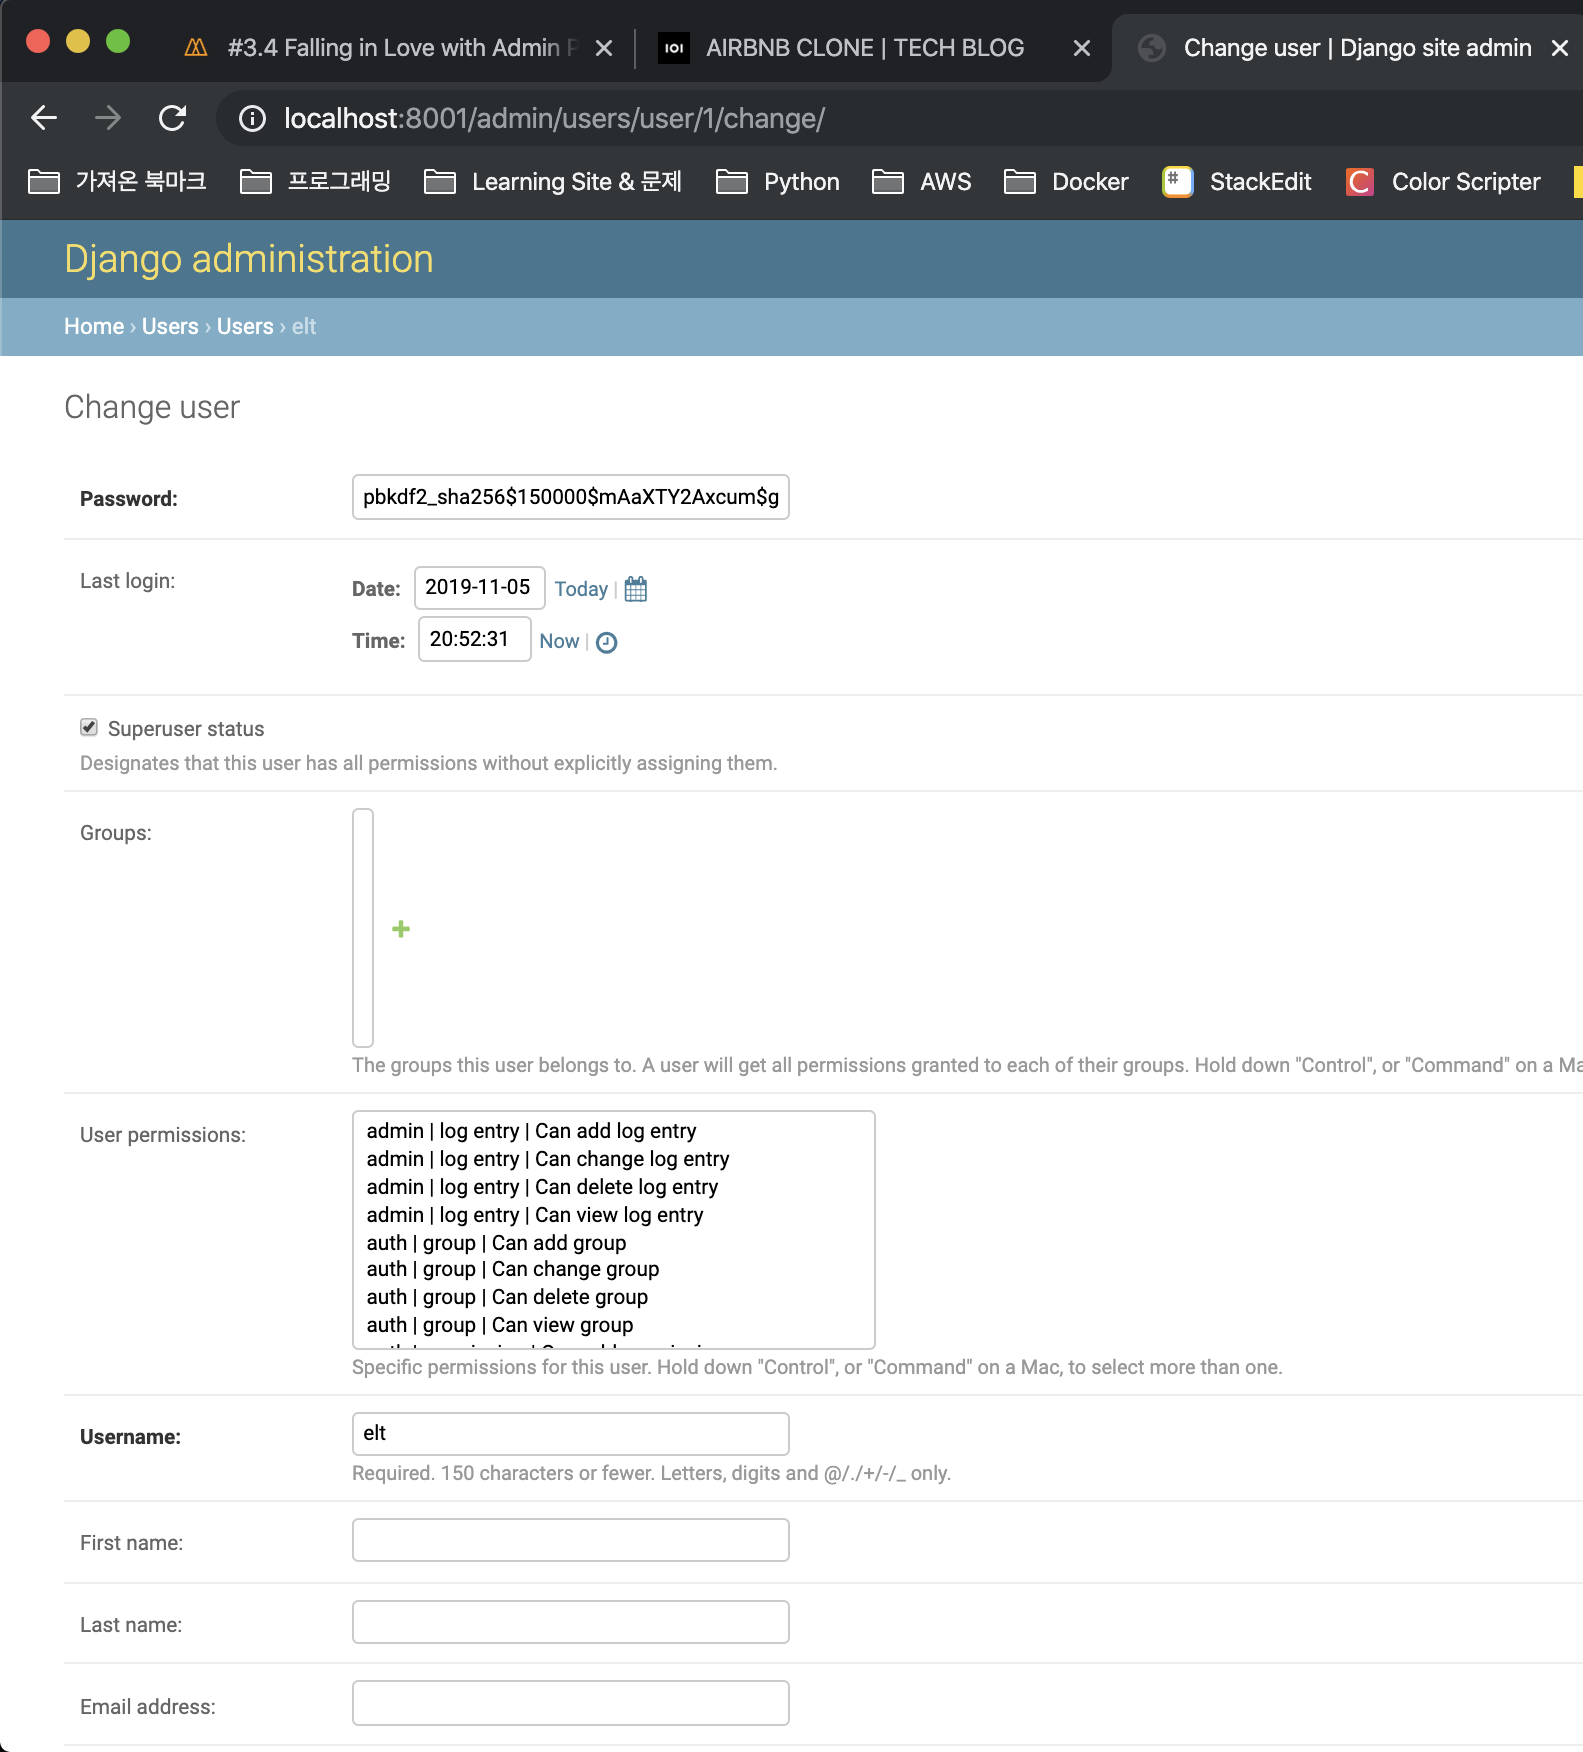 #3.4 Falling in Love with Admin P
AIRBNB CLONE | TECH BLOG
Change user | Django site admin
localhost:8001/admin/users/user/1/change/
가져온 북마크 프로그래밍 Learning Site & 문제 Python AWS Docker StackEdit Color Scripter
Django administration
Home › Users › Users › elt
Change user
Password: pbkdf2_sha256$150000$mAaXTY2Axcum$g
Last login:
Date: 2019-11-05 Today |
Time: 20:52:31 Now |
Superuser status
Designates that this user has all permissions without explicitly assigning them.
Groups:
The groups this user belongs to. A user will get all permissions granted to each of their groups. Hold down "Control", or "Command" on a Ma
User permissions:
admin | log entry | Can add log entry
admin | log entry | Can change log entry
admin | log entry | Can delete log entry
admin | log entry | Can view log entry
auth | group | Can add group
auth | group | Can change group
auth | group | Can delete group
auth | group | Can view group
Specific permissions for this user. Hold down "Control", or "Command" on a Mac, to select more than one.
Username: elt
Required. 150 characters or fewer. Letters, digits and @/./+/-/_ only.
First name:
Last name:
Email address: